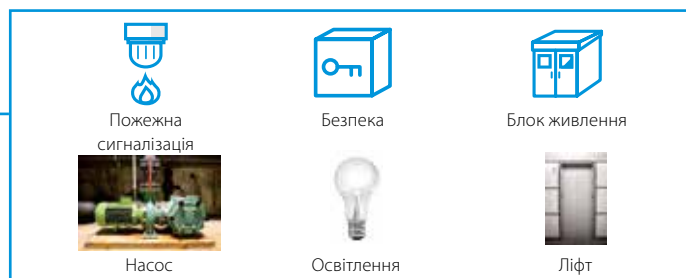 Пожежна
сигналізація
Безпека
Блок живлення
Насос
Освітлення
Ліфт